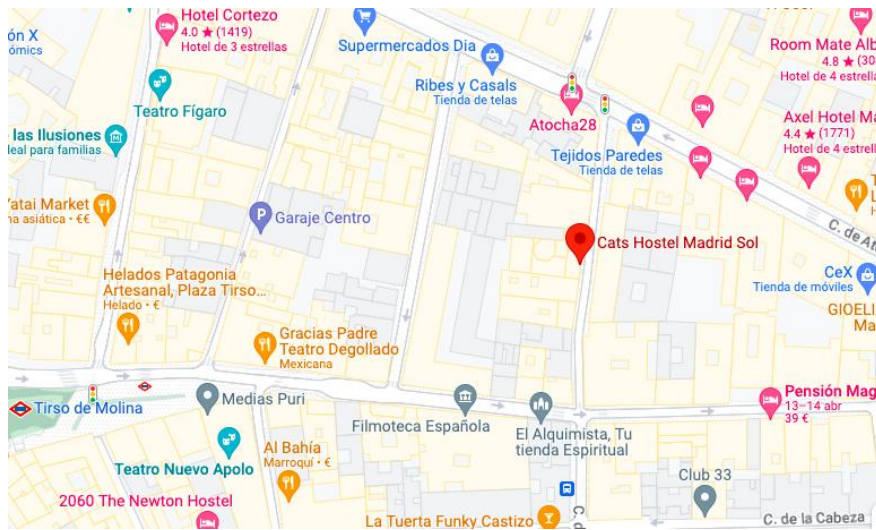 Hotel Cortezo
4.0 ★ (1419)
Hotel de 3 estrellas
ón X
ómics
Supermercados Dia
Ribes y Casals
Tienda de telas
Room Mate Alb
4.8 ★ (30
Hotel de 4 estrella
Teatro Fígaro
Atocha28
Axel Hotel Ma
4.4 ★ (1771)
Hotel de 4 estrell
e las Ilusiones
deal para familias
Tejidos Paredes
Tienda de telas
Yatai Market
na asiática • €€
P
Garaje Centro
Cats Hostel Madrid Sol
C. de At
Helados Patagonia
Artesanal, Plaza Tirso...
Helado • €
CeX
Tienda de móviles
GIOELI
Ma
Gracias Padre
Teatro Degollado
Mexicana
Tirso de Molina
Medias Puri
Filmoteca Española
El Alquimista, Tu
tienda Espiritual
Pensión Mag
13–14 abr
39 €
Teatro Nuevo Apolo
Al Bahía
Marroquí • €
Club 33
2060 The Newton Hostel
La Tuerta Funky Castizo
C. d
C. de la Cabeza